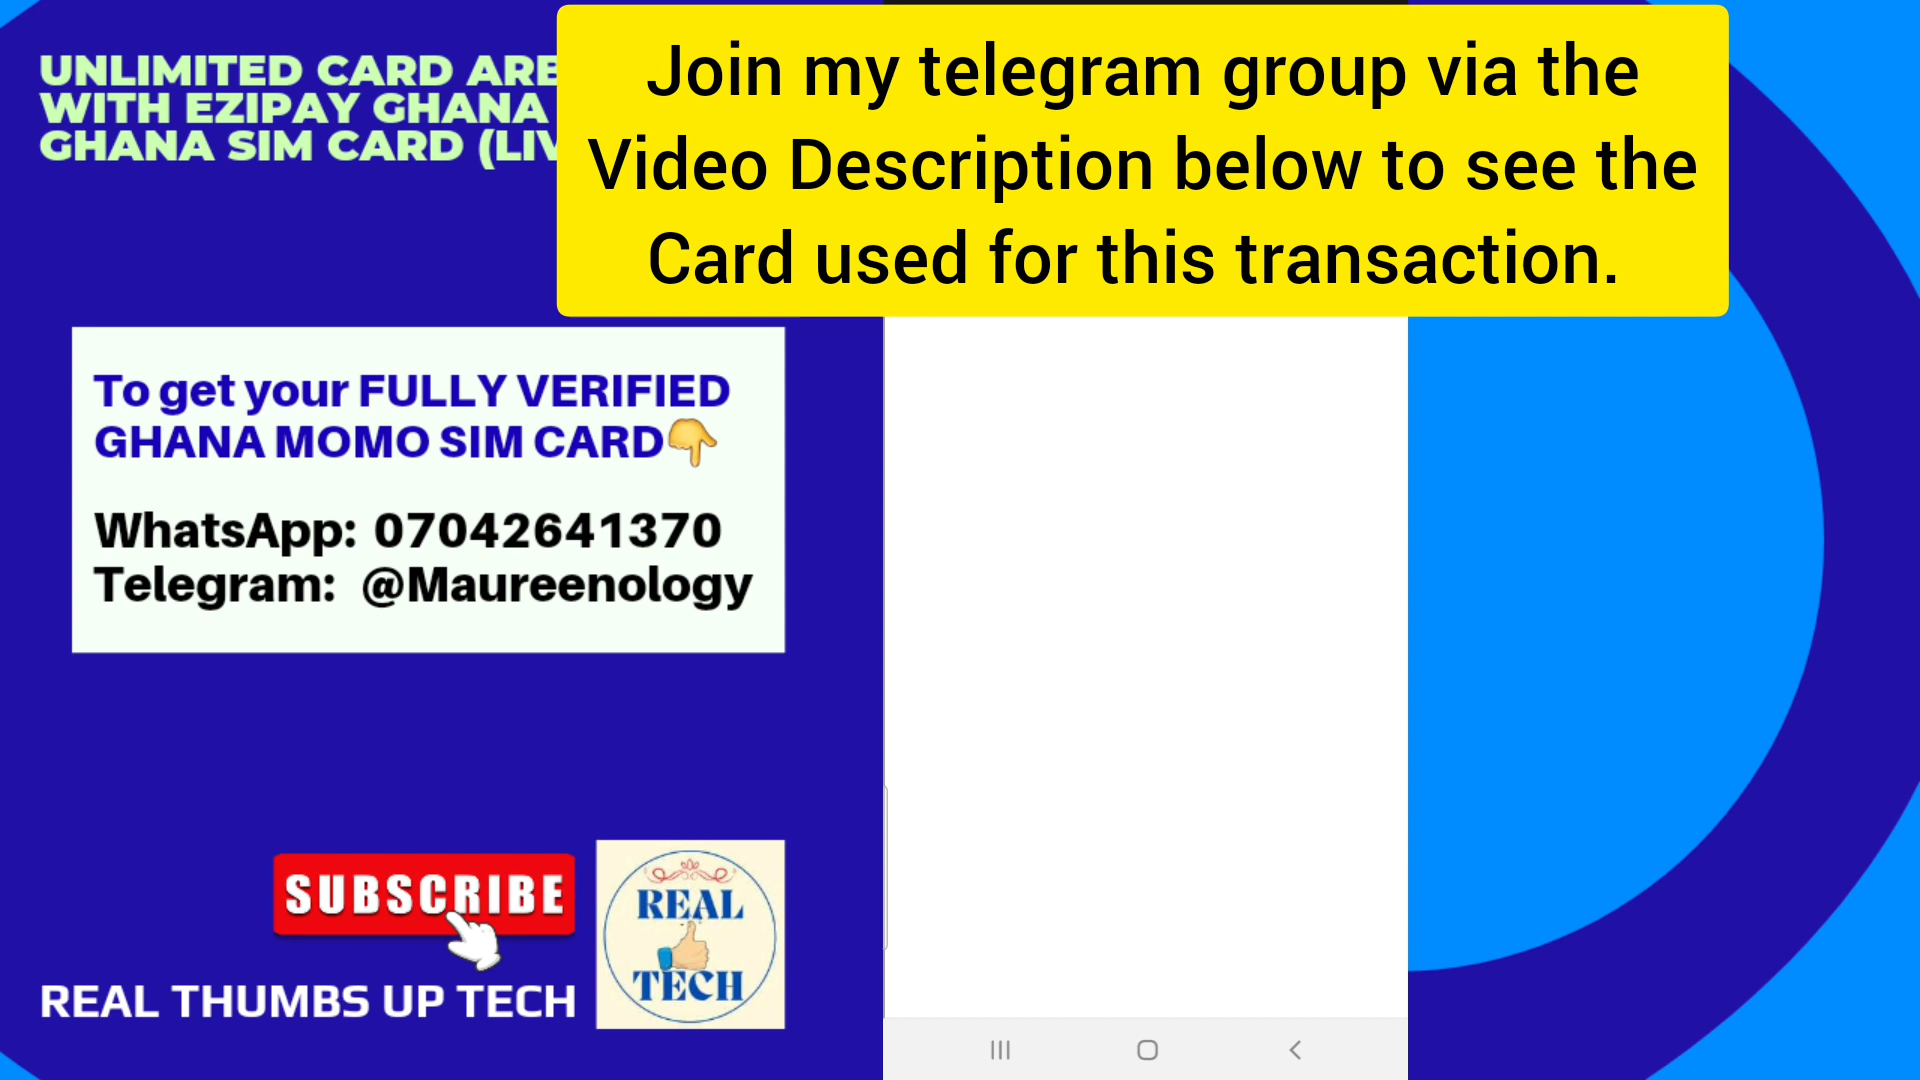 UNLIMITED CARD ARE
WITH EZIPAY GHANA
GHANA SIM CARD (LIV
Join my telegram group via the
Video Description below to see the
Card used for this transaction.
To get your FULLY VERIFIED
GHANA MOMO SIM CARD👇
WhatsApp: 07042641370
Telegram: @Maureenology
SUBSCRIBE
REAL THUMBS UP TECH
REAL
TECH